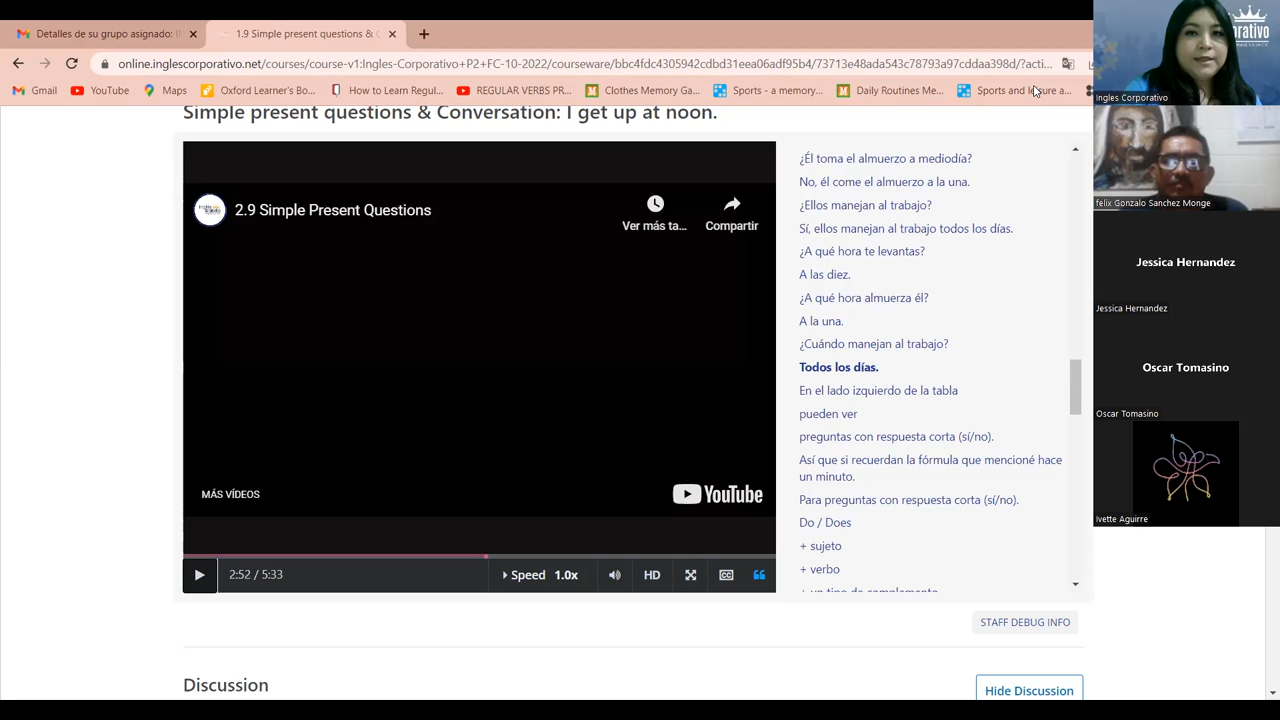 Detalles de su grupo asignado: I
1.9 Simple present questions & C
online.inglescorporativo.net/courses/course-v1:Ingles-Corporativo+P2+FC-10-2022/courseware/bbc4fdc4305942cdbd31eea06adf95b4/73713e48ada543c78793a97cddaa398d/?acti...
Gmail
YouTube
Maps
Oxford Learner's Bo...
How to Learn Regul...
REGULAR VERBS PR...
Clothes Memory Ga...
Sports - a memory...
Daily Routines Me...
Sports and leisure a...
Simple present questions & Conversation: I get up at noon.
2.9 Simple Present Questions
Ver más ta...
Compartir
MÁS VÍDEOS
YouTube
2:52 / 5:33
Speed 1.0x
HD
CC
¿Él toma el almuerzo a mediodía?
No, él come el almuerzo a la una.
¿Ellos manejan al trabajo?
Sí, ellos manejan al trabajo todos los días.
¿A qué hora te levantas?
A las diez.
¿A qué hora almuerza él?
A la una.
¿Cuándo manejan al trabajo?
Todos los días.
En el lado izquierdo de la tabla
pueden ver
preguntas con respuesta corta (sí/no).
Así que si recuerdan la fórmula que mencioné hace
un minuto.
Para preguntas con respuesta corta (sí/no).
Do / Does
+ sujeto
+ verbo
+ un tipo de complemento
STAFF DEBUG INFO
Discussion
Hide Discussion
Ingles Corporativo
felix Gonzalo Sanchez Monge
Jessica Hernandez
Jessica Hernandez
Oscar Tomasino
Oscar Tomasino
Ivette Aguirre